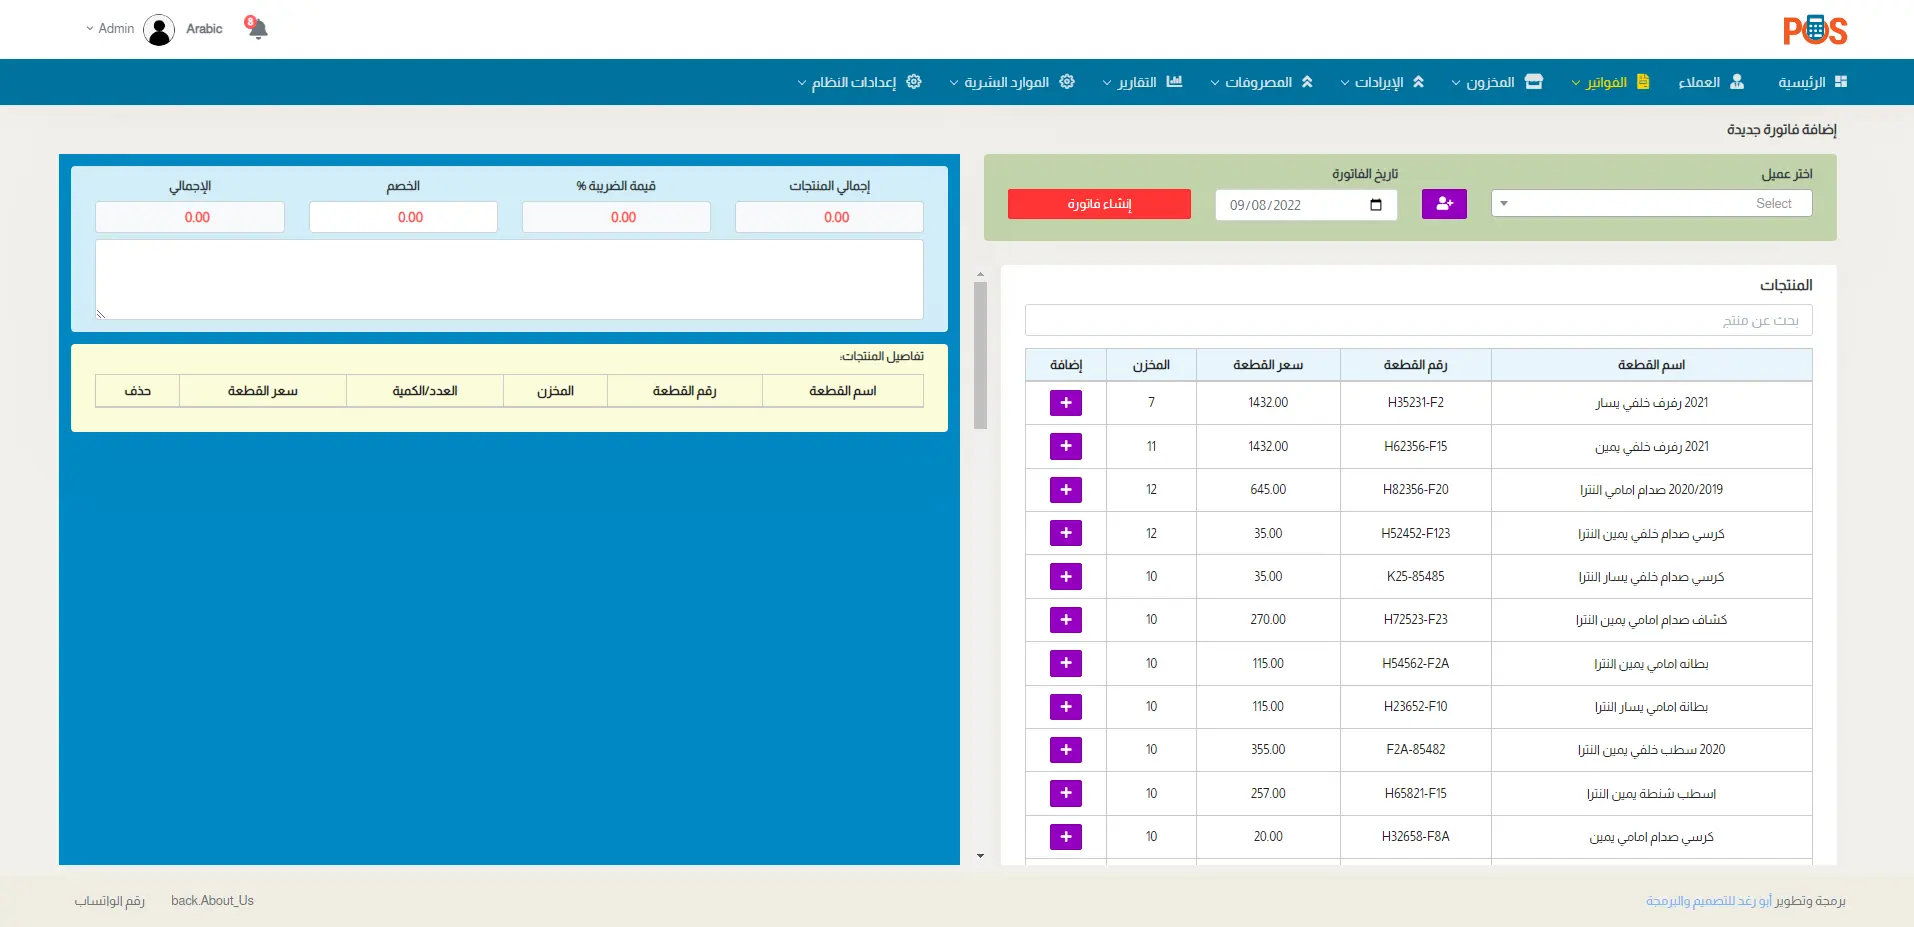 POS
8
Arabic
Admin
الرئيسية
العملاء
الفواتير
المخزون
الإيرادات
المصروفات
التقارير
الموارد البشرية
إعدادات النظام
إضافة فاتورة جديدة
اختر عميل
Select
تاريخ الفاتورة
09/08/2022
إنشاء فاتورة
المنتجات
بحث عن منتج
اسم القطعة رقم القطعة سعر القطعة المخزن إضافة
2021 رفرف خلفي يسار H35231-F2 1432.00 7
2021 رفرف خلفي يمين H62356-F15 1432.00 11
2020/2019 صدام امامي النترا H82356-F20 645.00 12
كرسي صدام خلفي يمين النترا H52452-F123 35.00 12
كرسي صدام خلفي يسار النترا K25-85485 35.00 10
كشاف صدام امامي يمين النترا H72523-F23 270.00 10
بطانه امامي يمين النترا H54562-F2A 115.00 10
بطانة امامي يسار النترا H23652-F10 115.00 10
2020 سطب خلفي يمين النترا F2A-85482 355.00 10
اسطب شنطة يمين النترا H65821-F15 257.00 10
كرسي صدام امامي يمين H32658-F8A 20.00 10
إجمالي المنتجات قيمة الضريبة % الخصم الإجمالي
0.00 0.00 0.00 0.00
تفاصيل المنتجات:
اسم القطعة رقم القطعة المخزن العدد/الكمية سعر القطعة حذف
برمجة وتطوير أبو رغد للتصميم والبرمجة
back.About_Us
رقم الواتساب